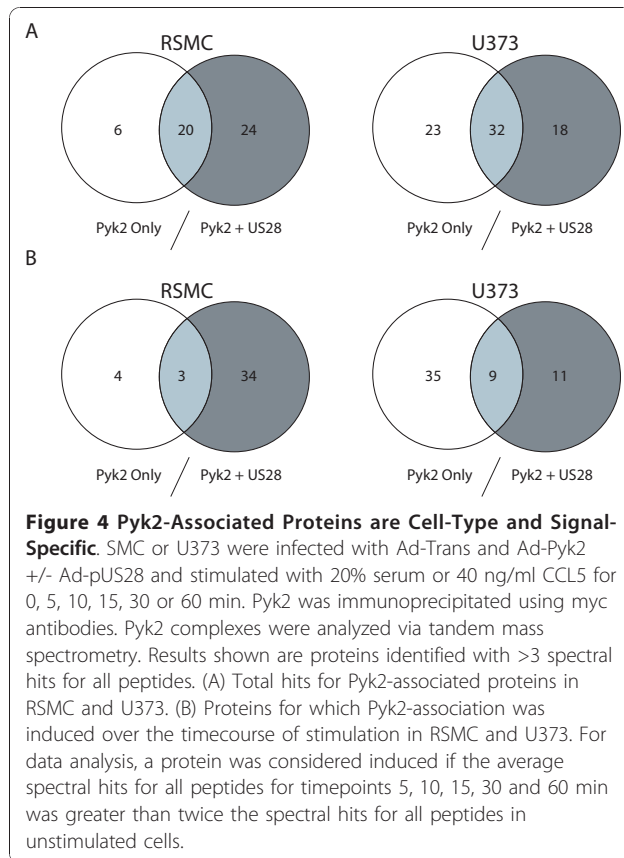 A
RSMC
U373
6
20
24
23
32
18
Pyk2 Only
Pyk2 + US28
Pyk2 Only
Pyk2 + US28
B
RSMC
U373
4
3
34
35
9
11
Pyk2 Only
Pyk2 + US28
Pyk2 Only
Pyk2 + US28
Figure 4 Pyk2-Associated Proteins are Cell-Type and Signal-
Specific. SMC or U373 were infected with Ad-Trans and Ad-Pyk2
+/- Ad-pUS28 and stimulated with 20% serum or 40 ng/ml CCL5 for
0, 5, 10, 15, 30 or 60 min. Pyk2 was immunoprecipitated using myc
antibodies. Pyk2 complexes were analyzed via tandem mass
spectrometry. Results shown are proteins identified with >3 spectral
hits for all peptides. (A) Total hits for Pyk2-associated proteins in
RSMC and U373. (B) Proteins for which Pyk2-association was
induced over the timecourse of stimulation in RSMC and U373. For
data analysis, a protein was considered induced if the average
spectral hits for all peptides for timepoints 5, 10, 15, 30 and 60 min
was greater than twice the spectral hits for all peptides in
unstimulated cells.